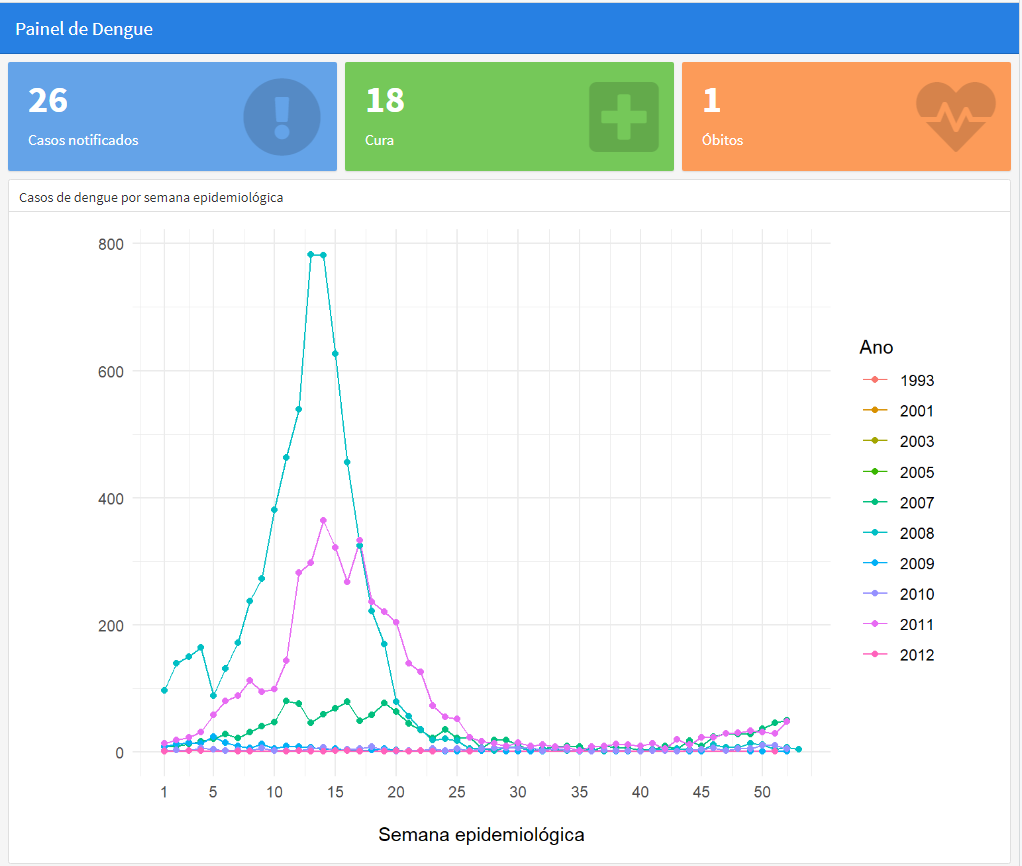 Painel de Dengue
26
Casos notificados
18
Cura
1
Óbitos
Casos de dengue por semana epidemiológica
800
600
400
200
0
1 5 10 15 20 25 30 35 40 45 50
Semana epidemiológica
Ano
1993
2001
2003
2005
2007
2008
2009
2010
2011
2012